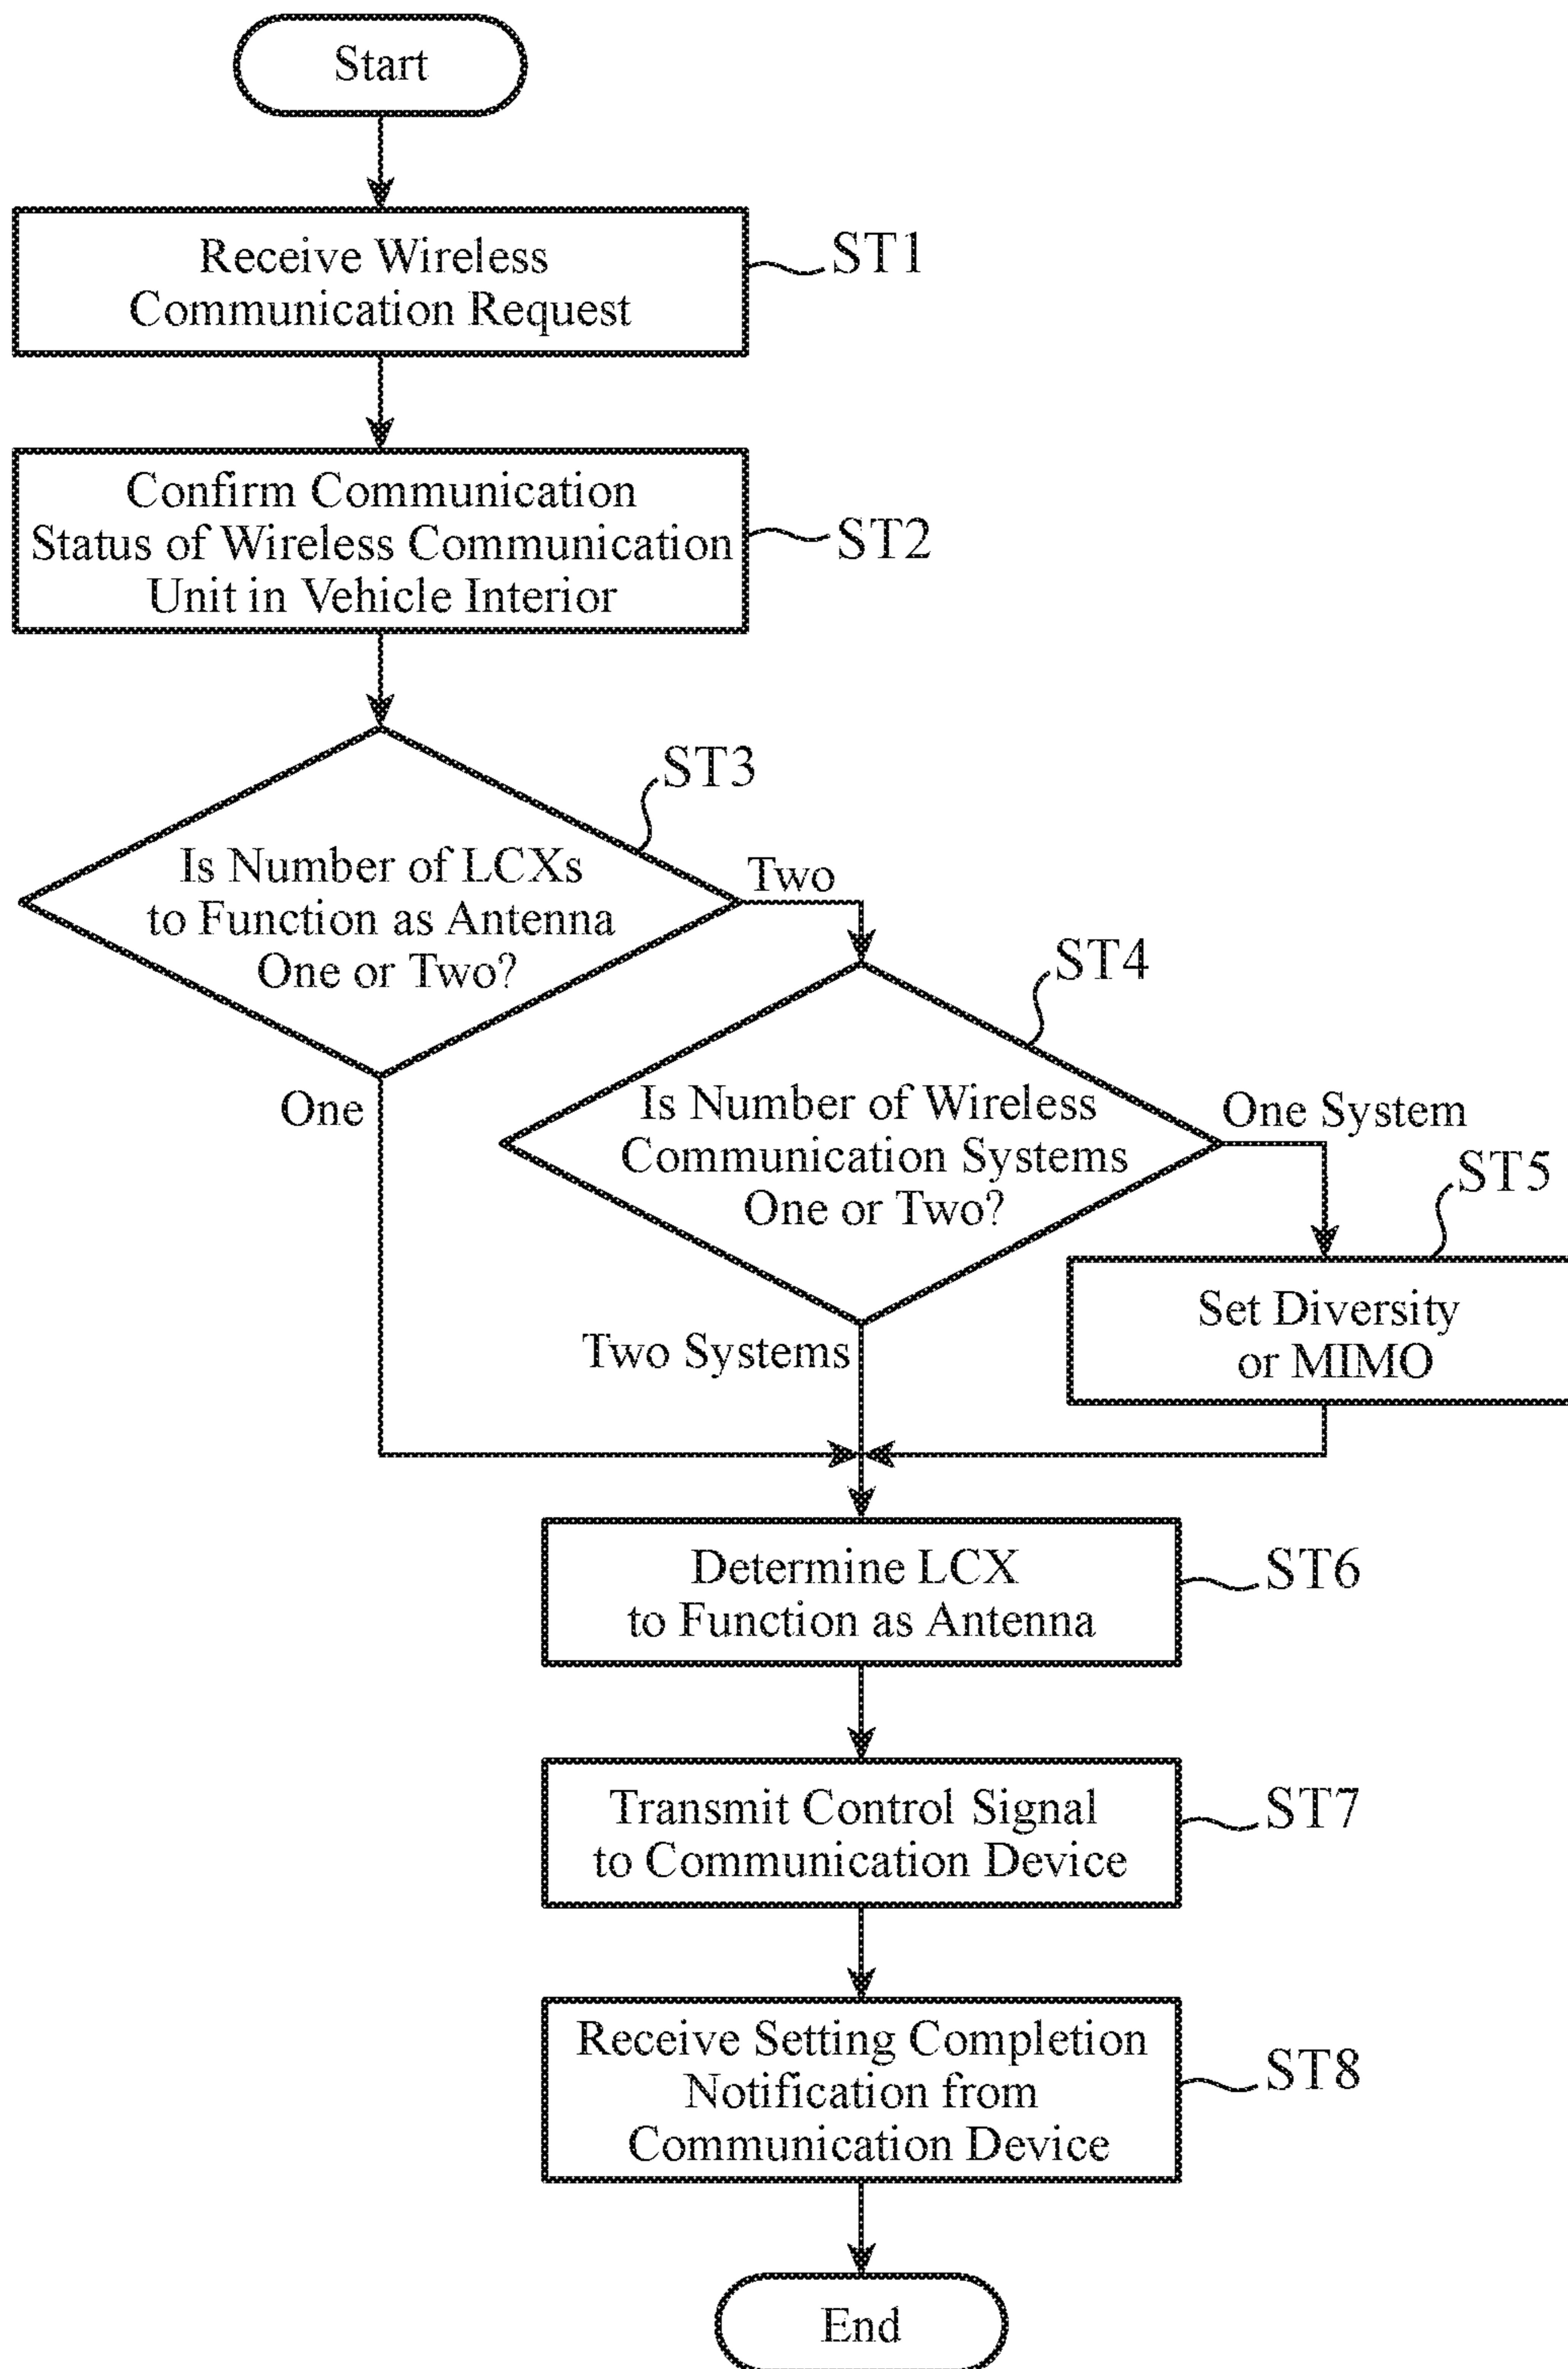 Start
Receive Wireless
Communication Request
ST1
Confirm Communication
Status of Wireless Communication
Unit in Vehicle Interior
ST2
ST3
Is Number of LCXs
to Function as Antenna
One or Two?
Two
One
ST4
Is Number of Wireless
Communication Systems
One or Two?
One System
Two Systems
ST5
Set Diversity
or MIMO
Determine LCX
to Function as Antenna
ST6
Transmit Control Signal
to Communication Device
ST7
Receive Setting Completion
Notification from
Communication Device
ST8
End